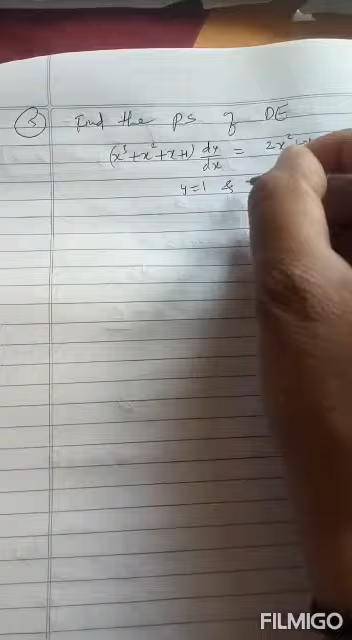 3 Find the PS of DE
(x³+x²+x+1) dy/dx = 2x²
y=1 &
FILMIGO